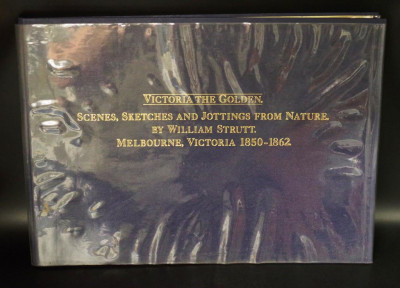 Victoria the Golden.
Scenes, Sketches and Jottings from Nature.
by William Strutt.
Melbourne, Victoria 1850-1862